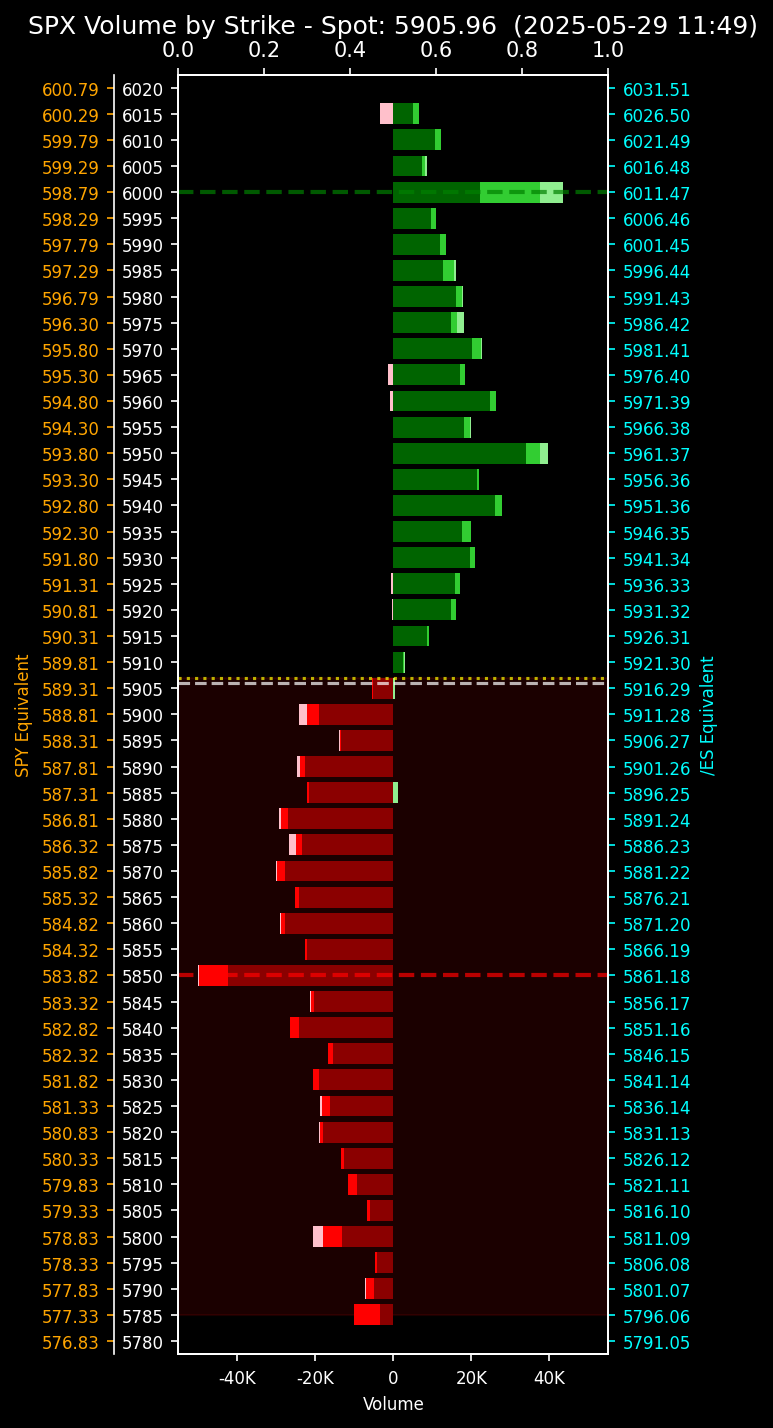 SPX Volume by Strike - Spot: 5905.96 (2025-05-29 11:49)
0.0 0.2 0.4 0.6 0.8 1.0
600.79 6020 6031.51
600.29 6015 6026.50
599.79 6010 6021.49
599.29 6005 6016.48
598.79 6000 6011.47
598.29 5995 6006.46
597.79 5990 6001.45
597.29 5985 5996.44
596.79 5980 5991.43
596.30 5975 5986.42
595.80 5970 5981.41
595.30 5965 5976.40
594.80 5960 5971.39
594.30 5955 5966.38
593.80 5950 5961.37
593.30 5945 5956.36
592.80 5940 5951.36
592.30 5935 5946.35
591.80 5930 5941.34
591.31 5925 5936.33
590.81 5920 5931.32
590.31 5915 5926.31
589.81 5910 5921.30
589.31 5905 5916.29
588.81 5900 5911.28
588.31 5895 5906.27
587.81 5890 5901.26
587.31 5885 5896.25
586.81 5880 5891.24
586.32 5875 5886.23
585.82 5870 5881.22
585.32 5865 5876.21
584.82 5860 5871.20
584.32 5855 5866.19
583.82 5850 5861.18
583.32 5845 5856.17
582.82 5840 5851.16
582.32 5835 5846.15
581.82 5830 5841.14
581.33 5825 5836.14
580.83 5820 5831.13
580.33 5815 5826.12
579.83 5810 5821.11
579.33 5805 5816.10
578.83 5800 5811.09
578.33 5795 5806.08
577.83 5790 5801.07
577.33 5785 5796.06
576.83 5780 5791.05
SPY Equivalent
/ES Equivalent
-40K -20K 0 20K 40K
Volume